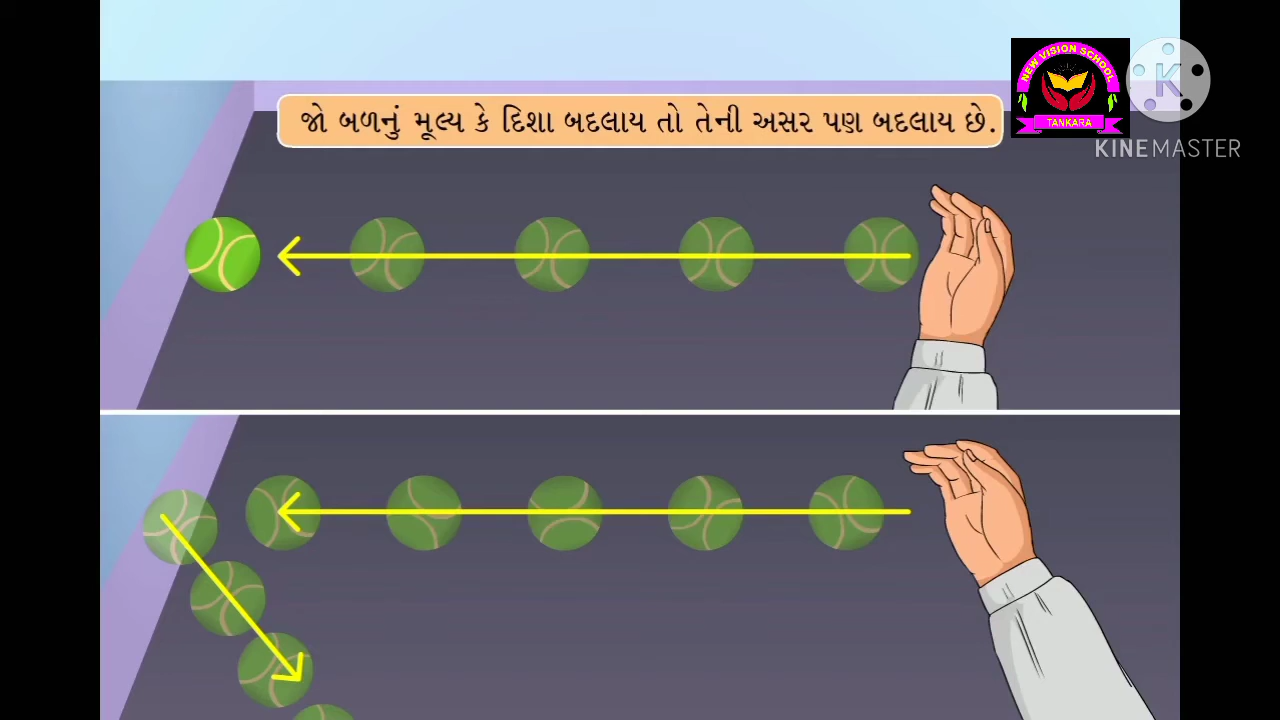 જો બળનું મૂલ્ય કે દિશા બદલાય તો તેની અસર પણ બદલાય છે.
NEW VISION SCHOOL
TANKARA
K
KINEMASTER